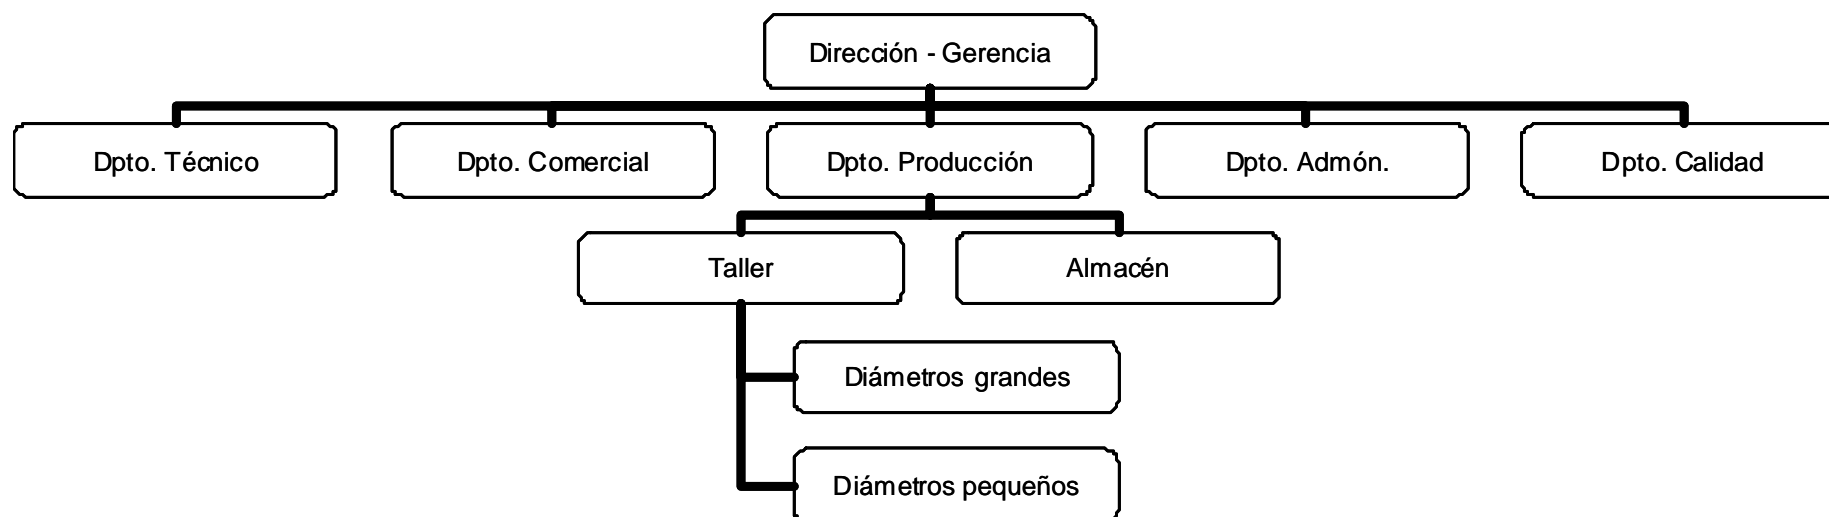 Dirección - Gerencia
Dpto. Técnico
Dpto. Comercial
Dpto. Producción
Dpto. Admón.
Dpto. Calidad
Taller
Almacén
Diámetros grandes
Diámetros pequeños